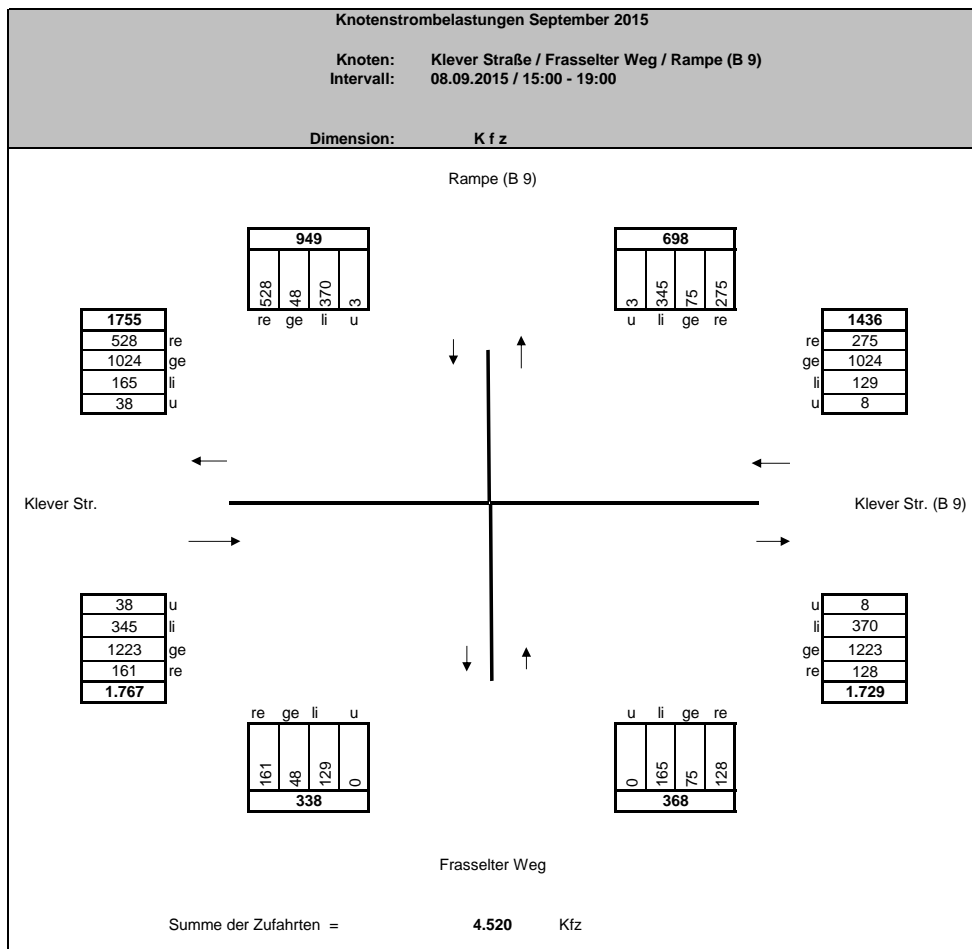 Knotenstrombelastungen September 2015
Knoten: Klever Straße / Frasselter Weg / Rampe (B 9)
Intervall: 08.09.2015 / 15:00 - 19:00
Dimension: K f z
Rampe (B 9)
949 698
528 48 370 3 3 345 75 275
re ge li u u li ge re
1755 1436
528 re re 275
1024 ge ge 1024
165 li li 129
38 u u 8
Klever Str. Klever Str. (B 9)
38 u u 8
345 li li 370
1223 ge ge 1223
161 re re 128
1.767 1.729
re ge li u u li ge re
161 48 129 0 0 165 75 128
338 368
Frasselter Weg
Summe der Zufahrten = 4.520 Kfz